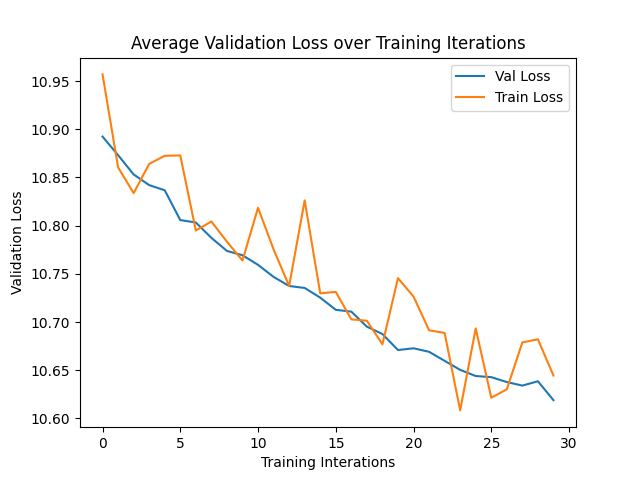 Average Validation Loss over Training Iterations
Val Loss
Train Loss
Validation Loss
10.95
10.90
10.85
10.80
10.75
10.70
10.65
10.60
0 5 10 15 20 25 30
Training Interations